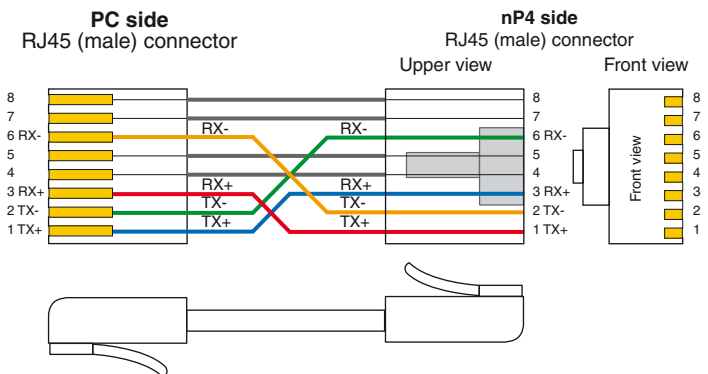 PC side
RJ45 (male) connector
nP4 side
RJ45 (male) connector
Upper view
Front view
8
7
6 RX-
5
4
3 RX+
2 TX-
1 TX+
RX-
RX+
TX-
TX+
RX-
RX+
TX-
TX+
8
7
6 RX-
5
4
3 RX+
2 TX-
1 TX+
Front view
8
7
6
5
4
3
2
1